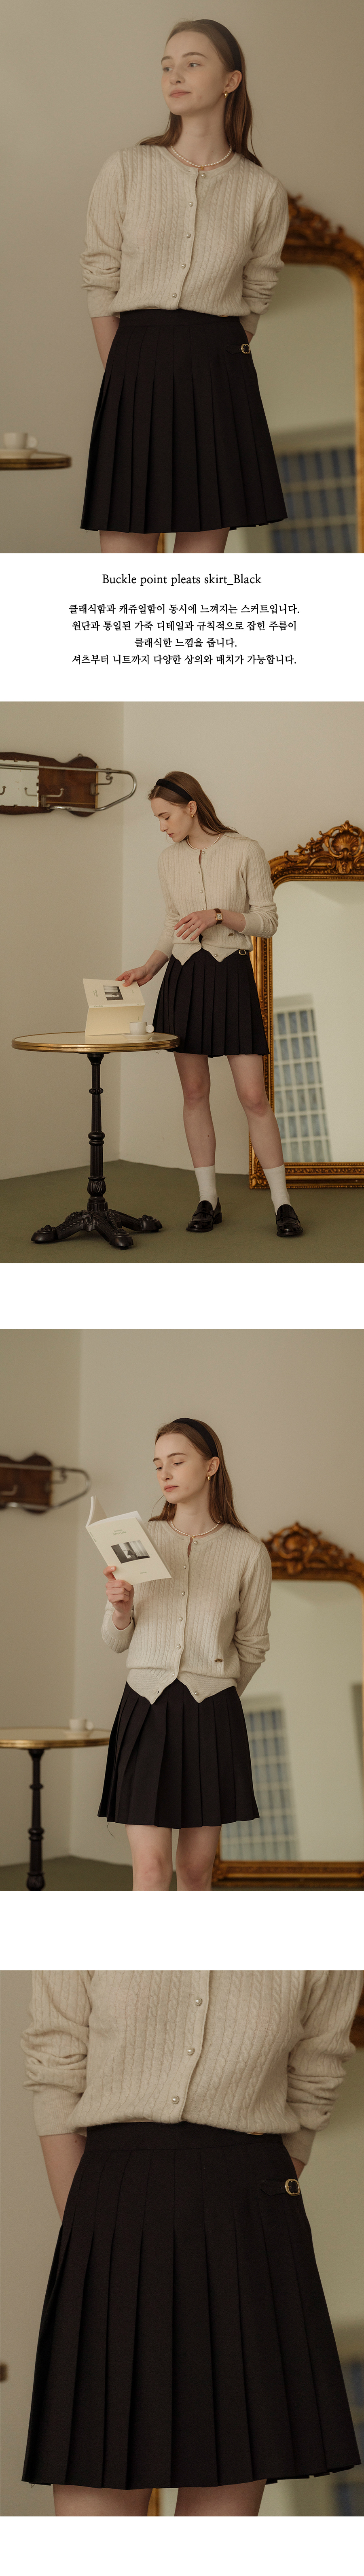 Buckle point pleats skirt_Black
클래식함과 캐쥬얼함이 동시에 느껴지는 스커트입니다.
원단과 통일된 가죽 디테일과 규칙적으로 잡힌 주름이
클래식한 느낌을 줍니다.
셔츠부터 니트까지 다양한 상의와 매치가 가능합니다.